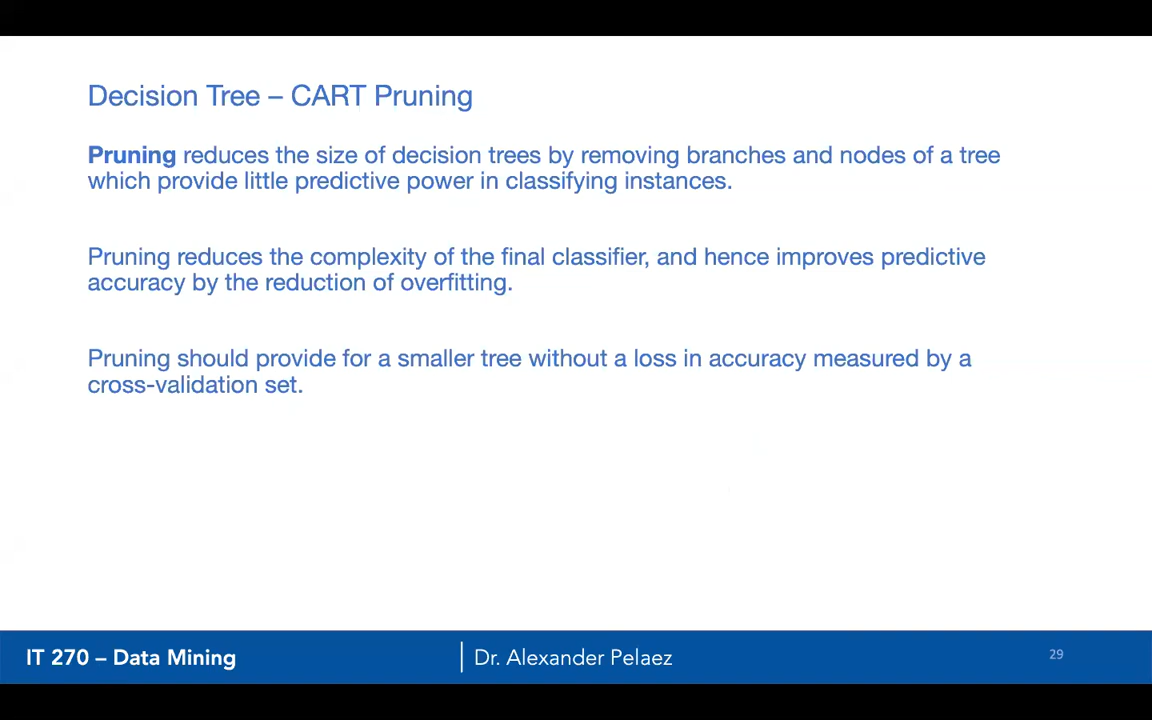 Decision Tree – CART Pruning
Pruning reduces the size of decision trees by removing branches and nodes of a tree
which provide little predictive power in classifying instances.
Pruning reduces the complexity of the final classifier, and hence improves predictive
accuracy by the reduction of overfitting.
Pruning should provide for a smaller tree without a loss in accuracy measured by a
cross-validation set.
IT 270 – Data Mining
Dr. Alexander Pelaez
29